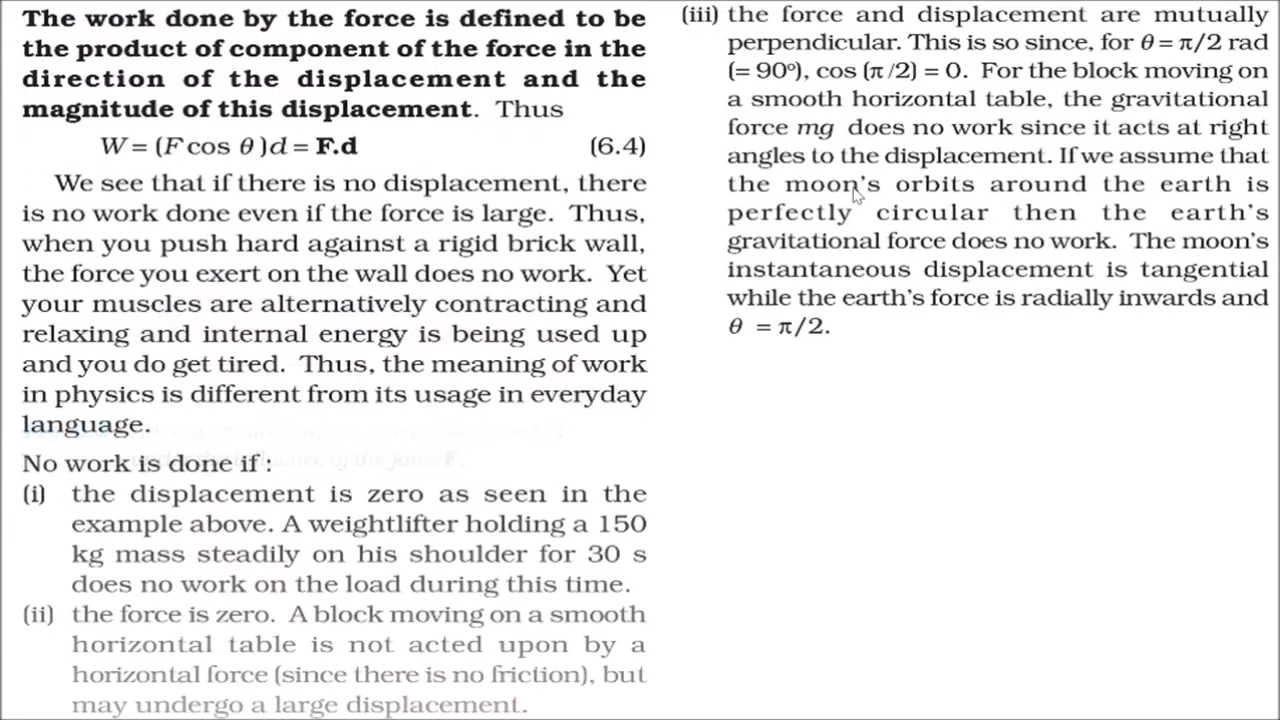 The work done by the force is defined to be
the product of component of the force in the
direction of the displacement and the
magnitude of this displacement. Thus
W = (F cos θ )d = F.d (6.4)
We see that if there is no displacement, there
is no work done even if the force is large. Thus,
when you push hard against a rigid brick wall,
the force you exert on the wall does no work. Yet
your muscles are alternatively contracting and
relaxing and internal energy is being used up
and you do get tired. Thus, the meaning of work
in physics is different from its usage in everyday
language.
under the influence of the force F.
No work is done if :
(i) the displacement is zero as seen in the
example above. A weightlifter holding a 150
kg mass steadily on his shoulder for 30 s
does no work on the load during this time.
(ii) the force is zero. A block moving on a smooth
horizontal table is not acted upon by a
horizontal force (since there is no friction), but
may undergo a large displacement.
(iii) the force and displacement are mutually
perpendicular. This is so since, for θ = π/2 rad
(= 90°), cos (π /2) = 0. For the block moving on
a smooth horizontal table, the gravitational
force mg does no work since it acts at right
angles to the displacement. If we assume that
the moon's orbits around the earth is
perfectly circular then the earth's
gravitational force does no work. The moon's
instantaneous displacement is tangential
while the earth's force is radially inwards and
θ = π/2.